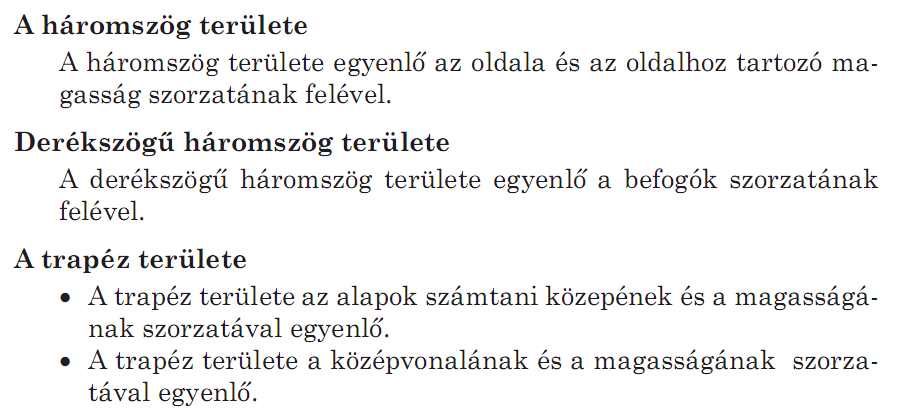 A háromszög területe
A háromszög területe egyenlő az oldala és az oldalhoz tartozó ma-
gasság szorzatának felével.
Derékszögű háromszög területe
A derékszögű háromszög területe egyenlő a befogók szorzatának
felével.
A trapéz területe
• A trapéz területe az alapok számtani közepének és a magasságá-
nak szorzatával egyenlő.
• A trapéz területe a középvonalának és a magasságának szorza-
tával egyenlő.